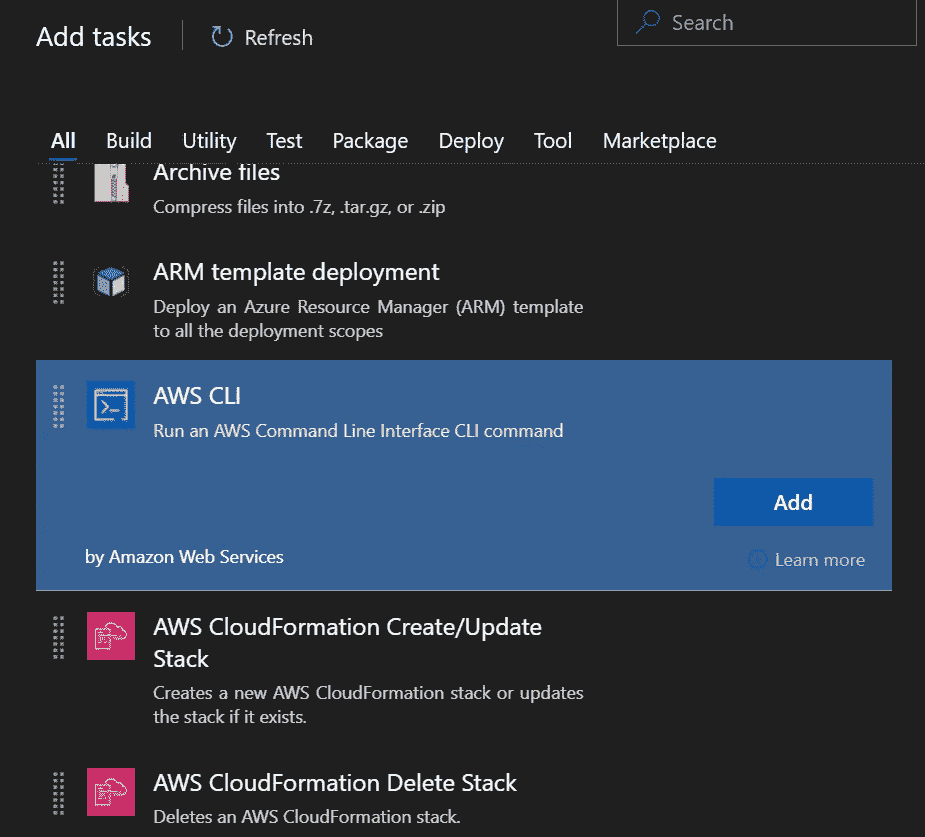 Add tasks
Refresh
Search
All
Build
Utility
Test
Package
Deploy
Tool
Marketplace
Archive files
Compress files into .7z, .tar.gz, or .zip
ARM template deployment
Deploy an Azure Resource Manager (ARM) template
to all the deployment scopes
AWS CLI
Run an AWS Command Line Interface CLI command
Add
by Amazon Web Services
Learn more
AWS CloudFormation Create/Update
Stack
Creates a new AWS CloudFormation stack or updates
the stack if it exists.
AWS CloudFormation Delete Stack
Deletes an AWS CloudFormation stack.